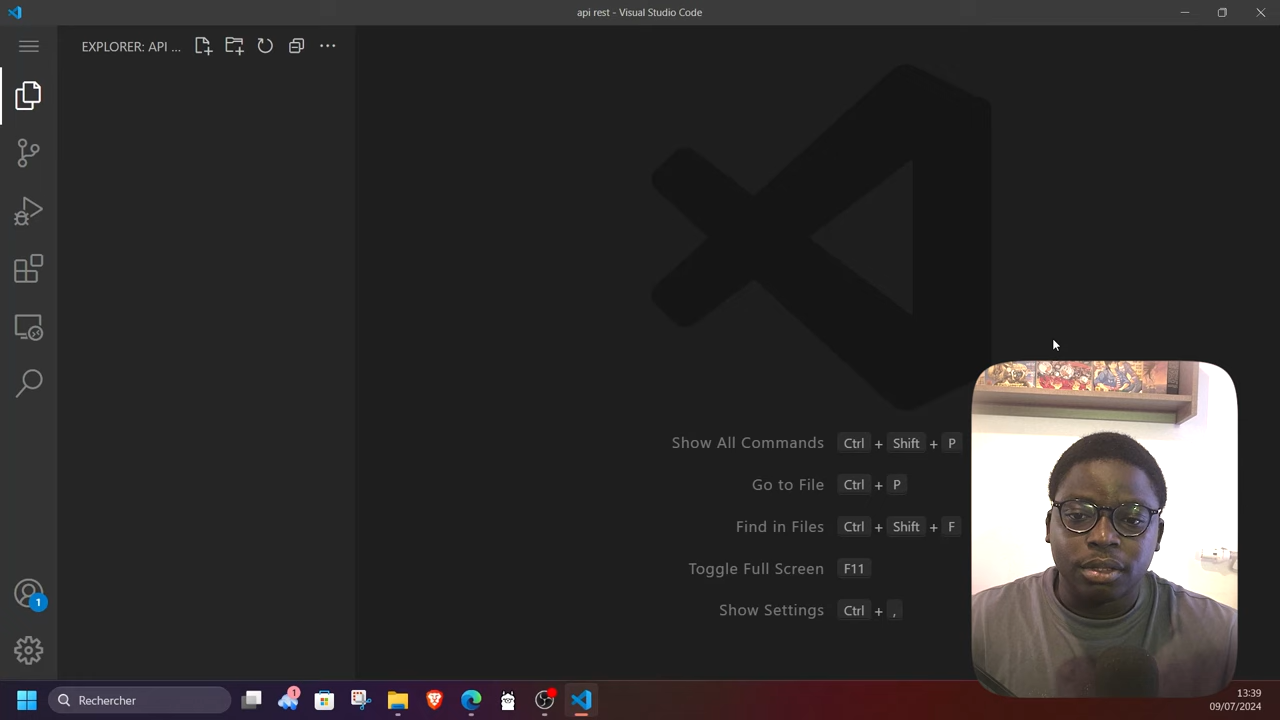 api rest - Visual Studio Code
EXPLORER: API ...
Show All Commands Ctrl + Shift + P
Go to File Ctrl + P
Find in Files Ctrl + Shift + F
Toggle Full Screen F11
Show Settings Ctrl + ,
1
Rechercher
1
13:39
09/07/2024